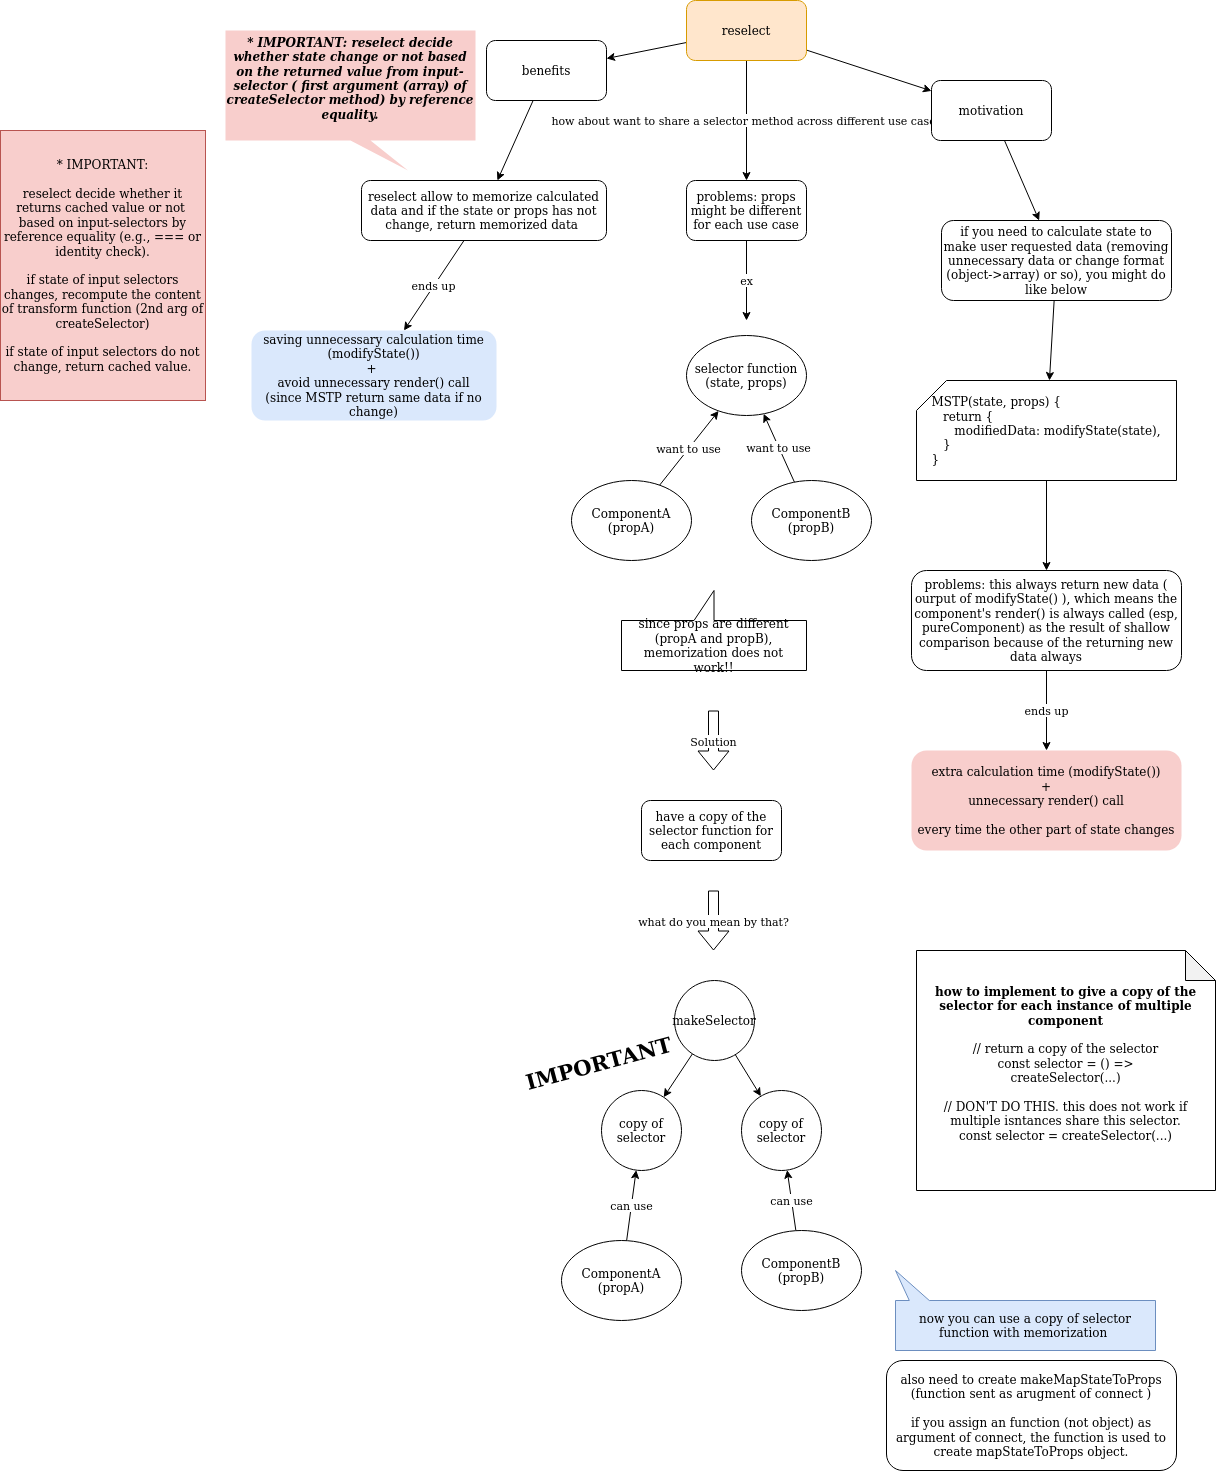 reselect
* IMPORTANT: reselect decide
whether state change or not based
on the returned value from input-
selector ( first argument (array) of
createSelector method) by reference
equality.
benefits
motivation
how about want to share a selector method across different use case
* IMPORTANT:
reselect decide whether it
returns cached value or not
based on input-selectors by
reference equality (e.g., === or
identity check).
if state of input selectors
changes, recompute the content
of transform function (2nd arg of
createSelector)
if state of input selectors do not
change, return cached value.
reselect allow to memorize calculated
data and if the state or props has not
change, return memorized data
ends up
saving unnecessary calculation time
(modifyState())
+
avoid unnecessary render() call
(since MSTP return same data if no
change)
problems: props
might be different
for each use case
ex
selector function
(state, props)
want to use
want to use
ComponentA
(propA)
ComponentB
(propB)
since props are different
(propA and propB),
memorization does not
work!!
Solution
have a copy of the
selector function for
each component
what do you mean by that?
makeSelector
IMPORTANT
copy of
selector
copy of
selector
can use
can use
ComponentA
(propA)
ComponentB
(propB)
if you need to calculate state to
make user requested data (removing
unnecessary data or change format
(object->array) or so), you might do
like below
MSTP(state, props) {
return {
modifiedData: modifyState(state),
}
}
problems: this always return new data (
ourput of modifyState() ), which means the
component's render() is always called (esp,
pureComponent) as the result of shallow
comparison because of the returning new
data always
ends up
extra calculation time (modifyState())
+
unnecessary render() call
every time the other part of state changes
how to implement to give a copy of the
selector for each instance of multiple
component
// return a copy of the selector
const selector = () =>
createSelector(...)
// DON'T DO THIS. this does not work if
multiple isntances share this selector.
const selector = createSelector(...)
now you can use a copy of selector
function with memorization
also need to create makeMapStateToProps
(function sent as arugment of connect )
if you assign an function (not object) as
argument of connect, the function is used to
create mapStateToProps object.